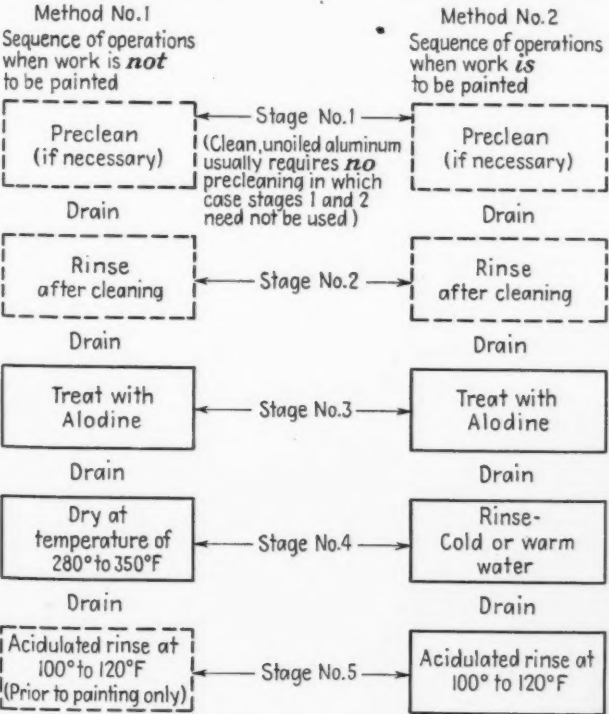 Method No.1
Sequence of operations
when work is not
to be painted
Method No.2
Sequence of operations
when work is
to be painted
Preclean
(if necessary)
Stage No.1
(Clean, unoiled aluminum
usually requires no
precleaning in which
case stages 1 and 2
need not be used)
Preclean
(if necessary)
Drain
Drain
Rinse
after cleaning
Stage No.2
Rinse
after cleaning
Drain
Drain
Treat with
Alodine
Stage No.3
Treat with
Alodine
Drain
Drain
Dry at
temperature of
280° to 350°F
Stage No.4
Rinse-
Cold or warm
water
Drain
Drain
Acidulated rinse at
100° to 120°F
(Prior to painting only)
Stage No.5
Acidulated rinse at
100° to 120°F